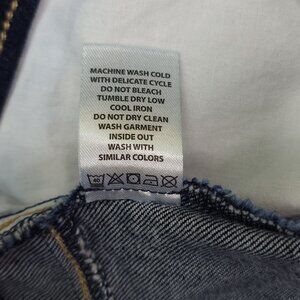 MACHINE WASH COLD
WITH DELICATE CYCLE
DO NOT BLEACH
TUMBLE DRY LOW
COOL IRON
DO NOT DRY CLEAN
WASH GARMENT
INSIDE OUT
WASH WITH
SIMILAR COLORS